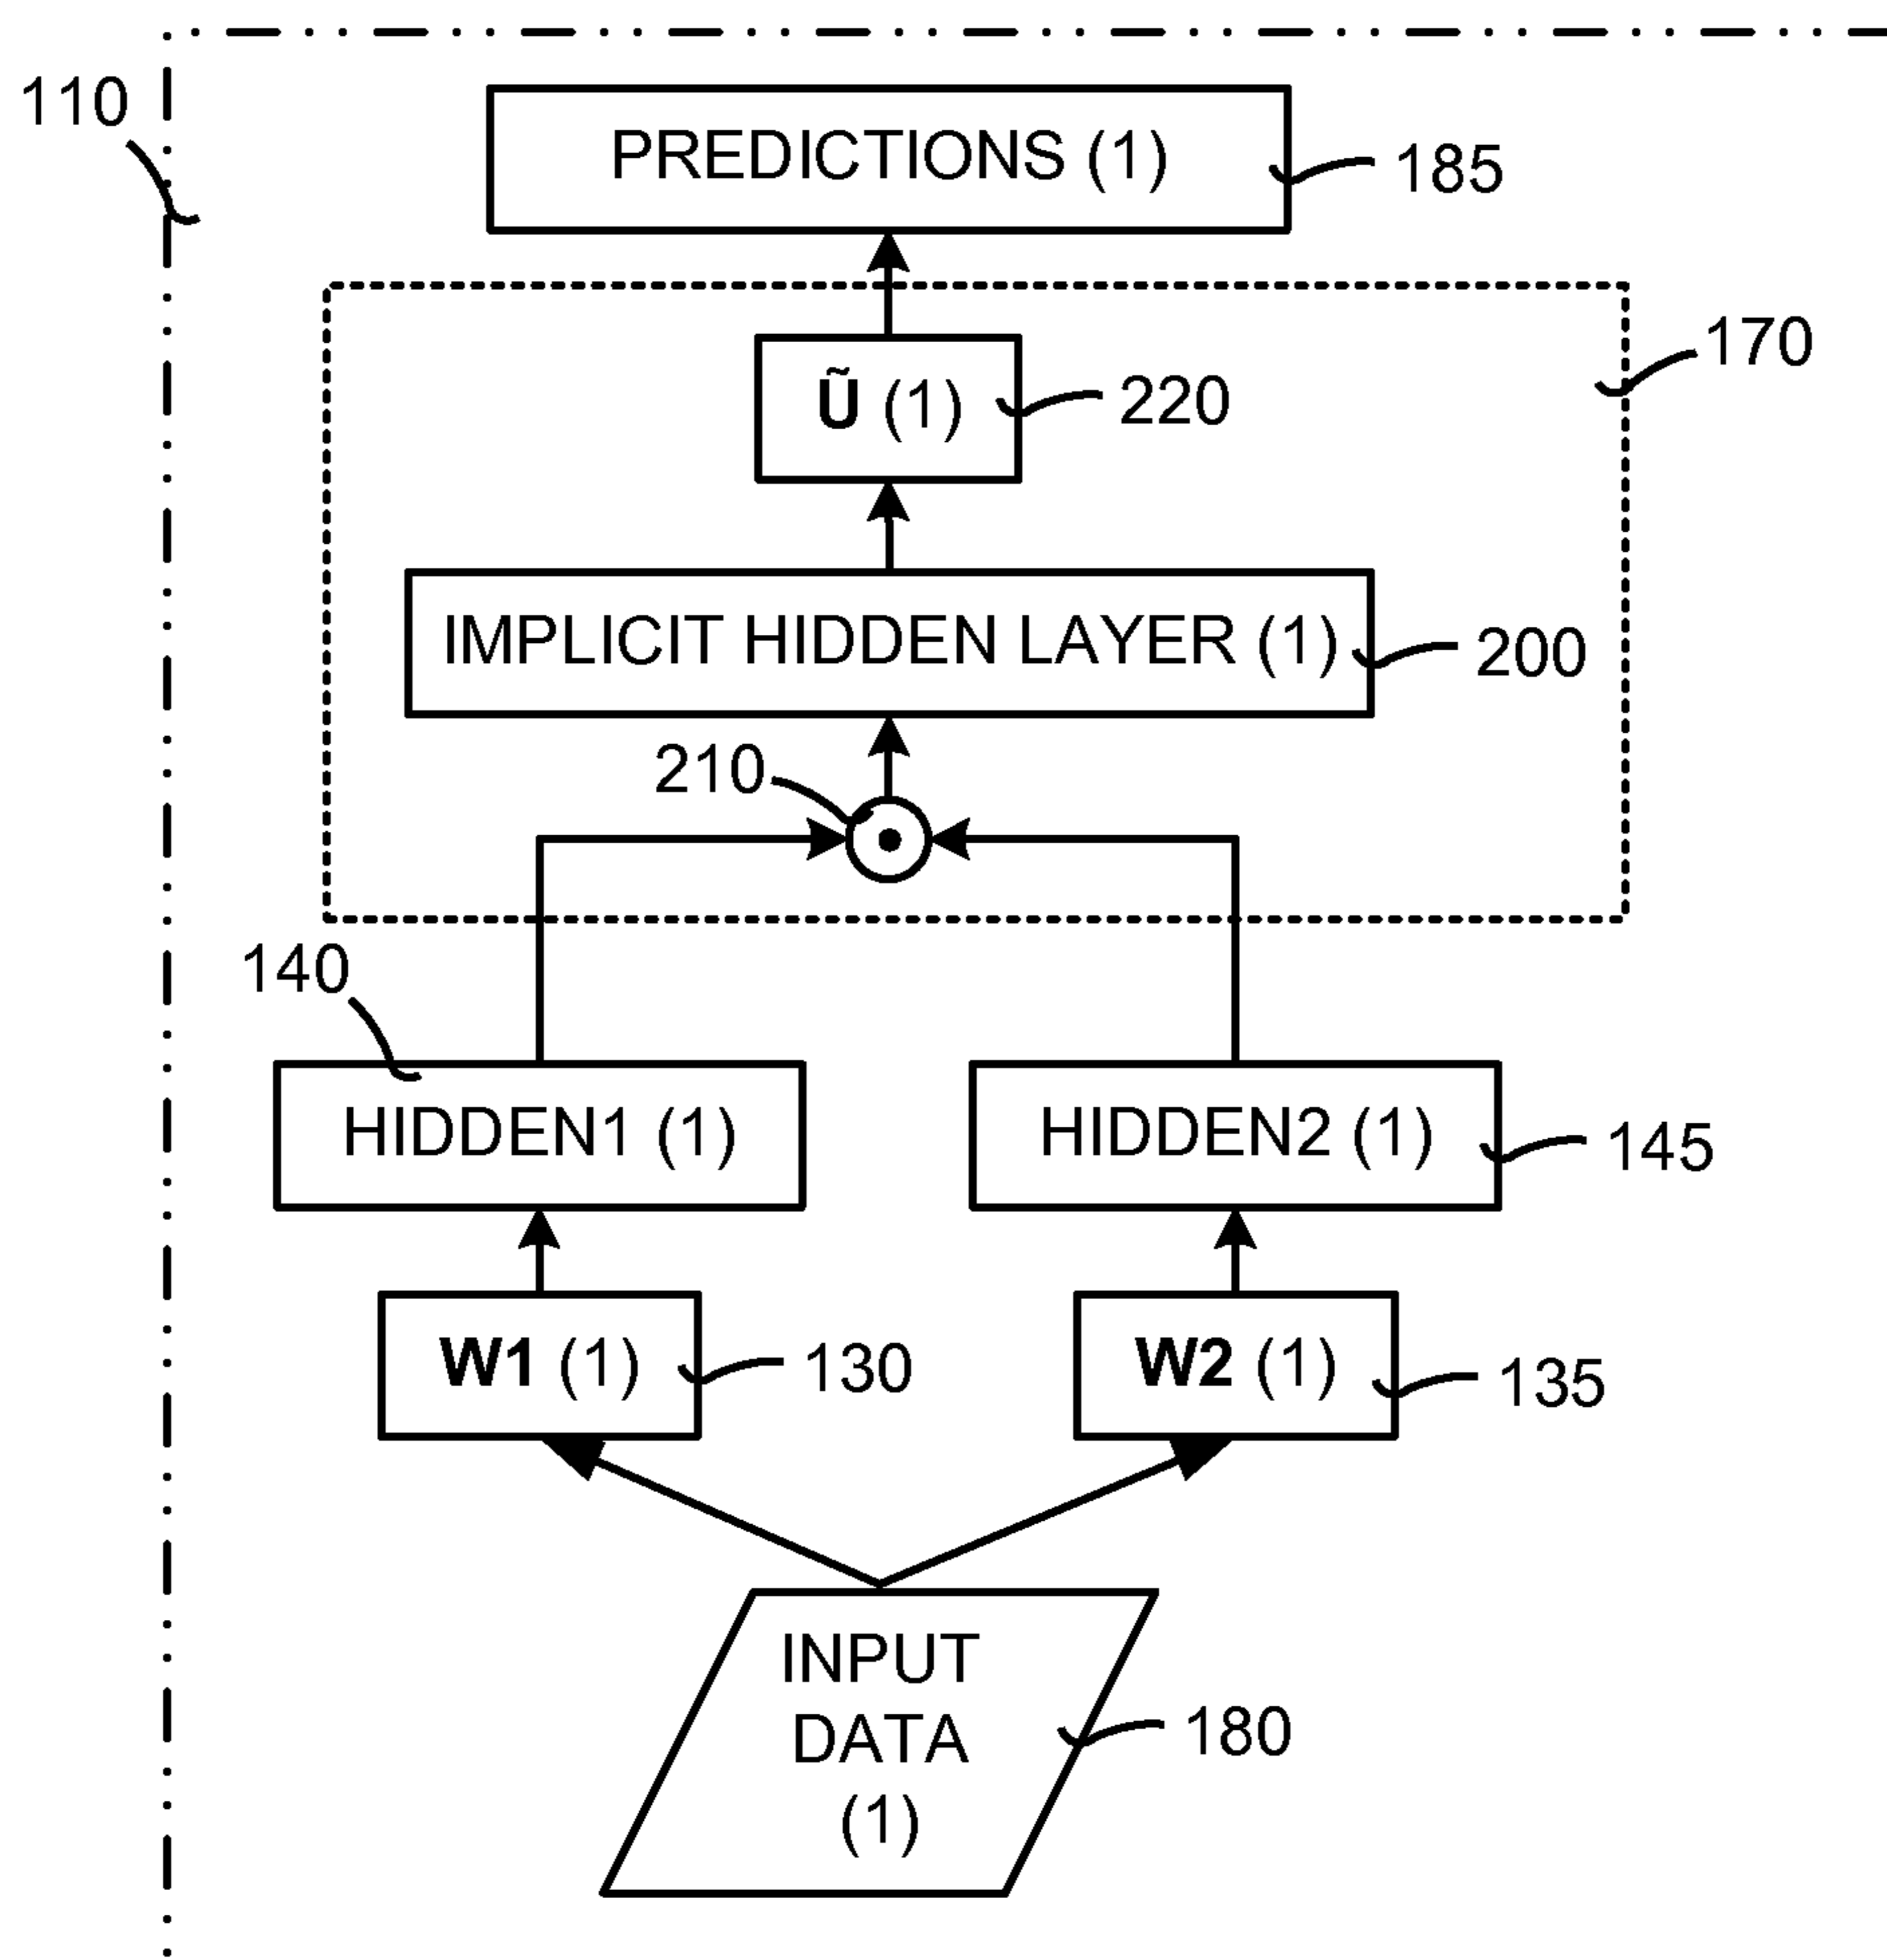 110
PREDICTIONS (1)
185
170
Ũ (1)
220
IMPLICIT HIDDEN LAYER (1)
200
210
140
HIDDEN1 (1)
HIDDEN2 (1)
145
W1 (1)
130
W2 (1)
135
INPUT
DATA
(1)
180